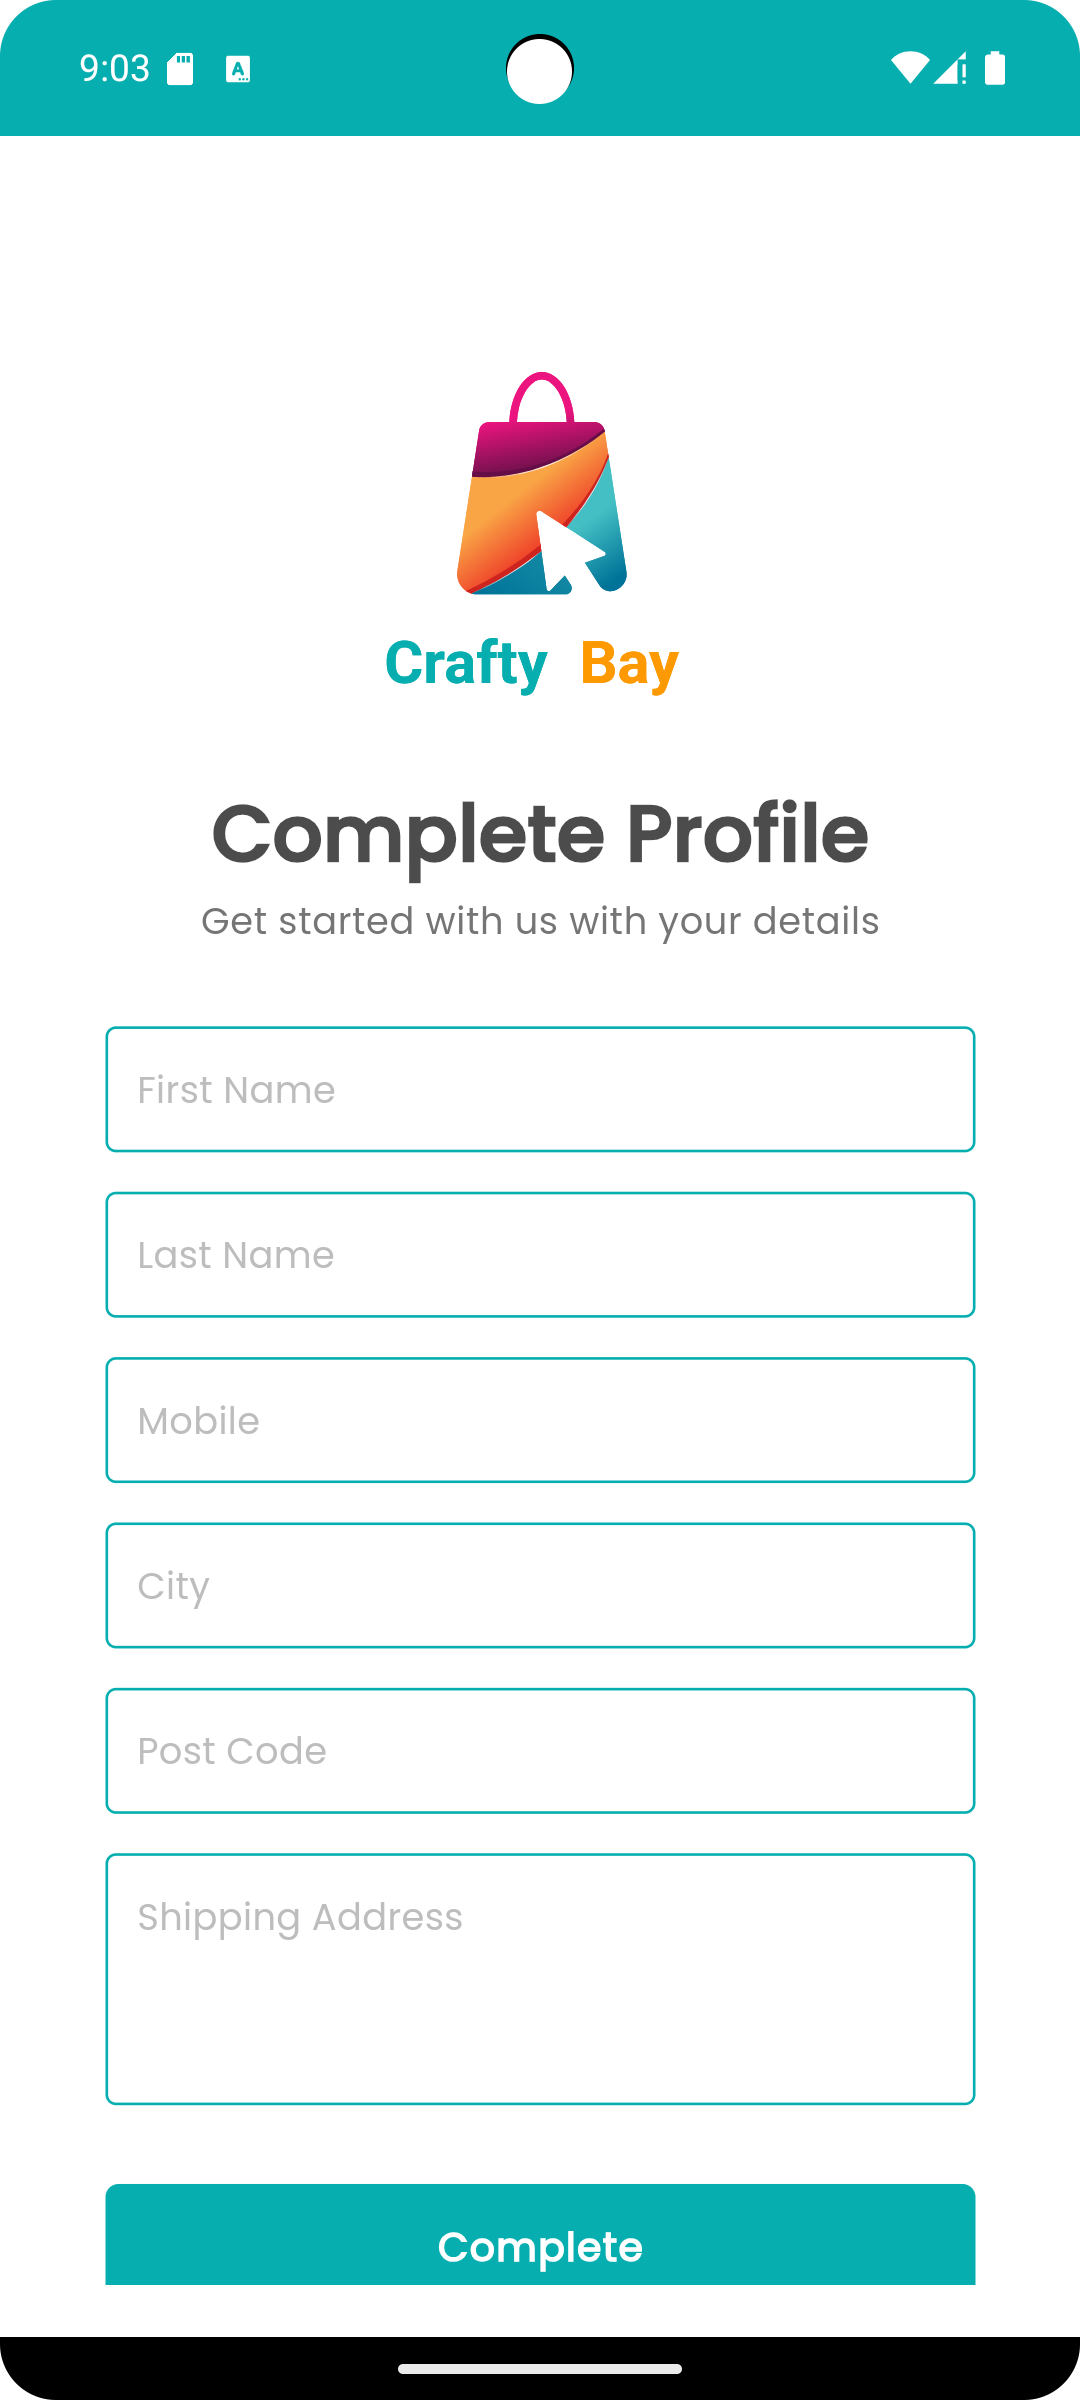 9:03
Crafty Bay
Complete Profile
Get started with us with your details
First Name
Last Name
Mobile
City
Post Code
Shipping Address
Complete